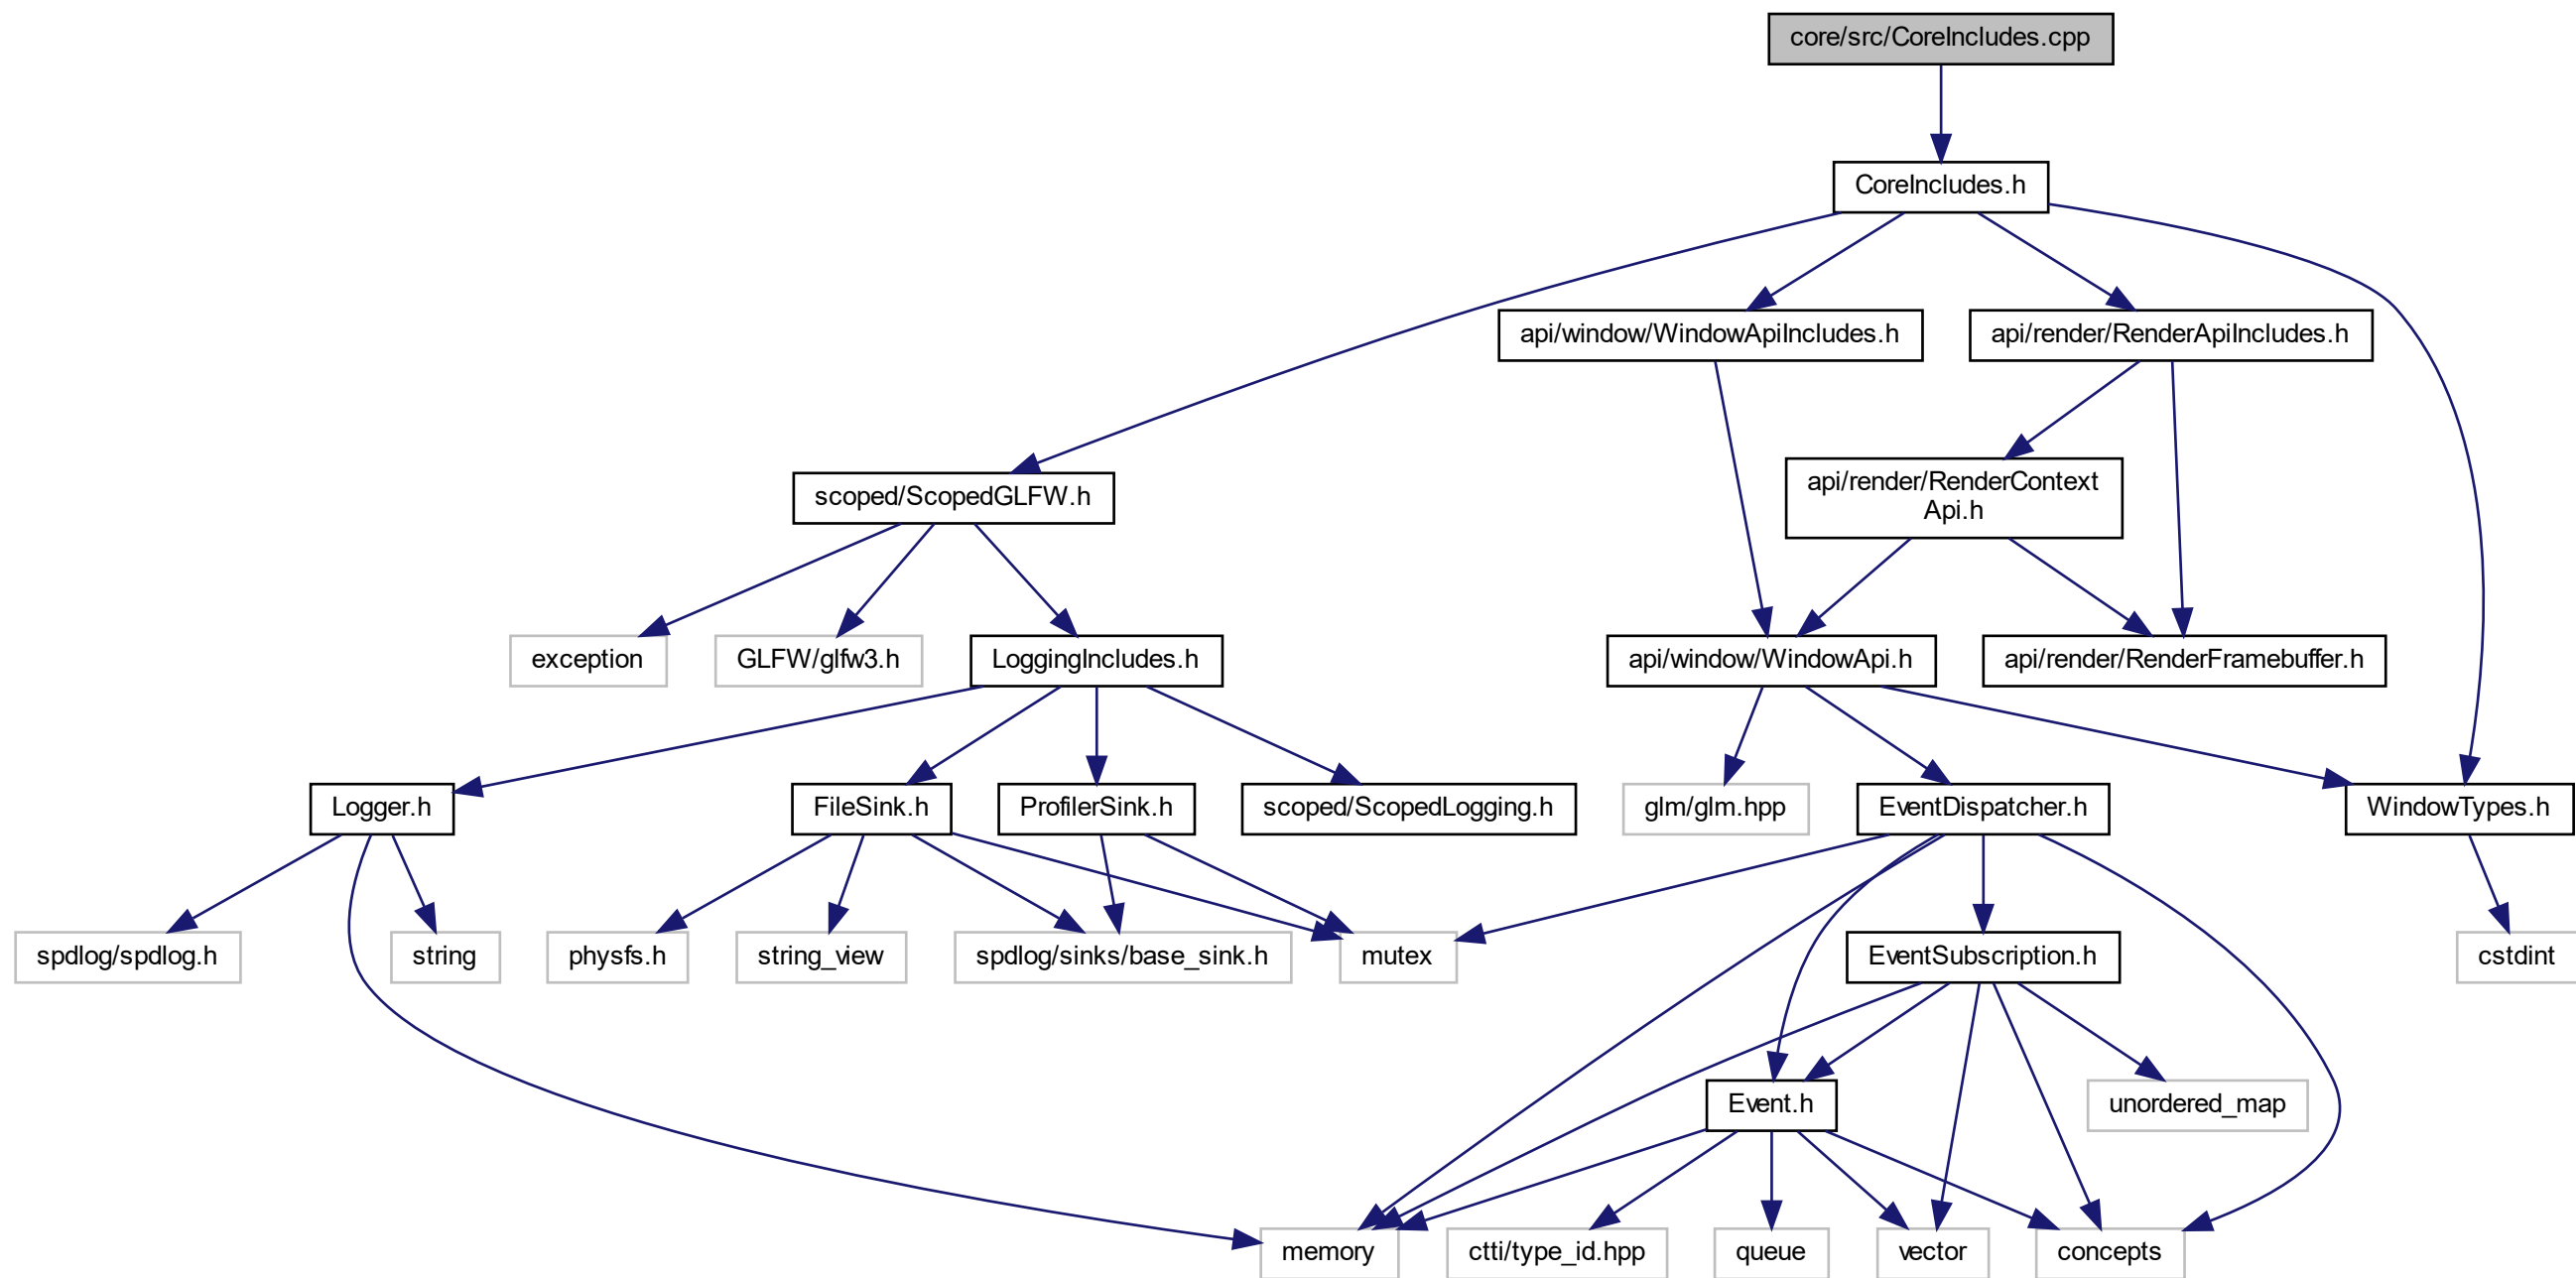 core/src/CoreIncludes.cpp
CoreIncludes.h
api/window/WindowApiIncludes.h
api/render/RenderApiIncludes.h
scoped/ScopedGLFW.h
api/render/RenderContext
Api.h
exception
GLFW/glfw3.h
LoggingIncludes.h
api/window/WindowApi.h
api/render/RenderFramebuffer.h
Logger.h
FileSink.h
ProfilerSink.h
scoped/ScopedLogging.h
glm/glm.hpp
EventDispatcher.h
WindowTypes.h
spdlog/spdlog.h
string
physfs.h
string_view
spdlog/sinks/base_sink.h
mutex
EventSubscription.h
cstdint
Event.h
unordered_map
memory
ctti/type_id.hpp
queue
vector
concepts